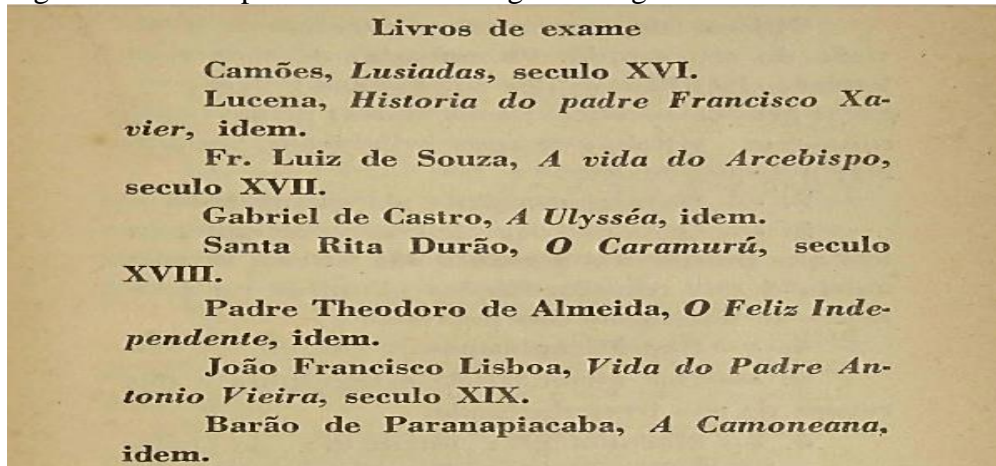 Livros de exame
Camões, Lusiadas, seculo XVI.
Lucena, Historia do padre Francisco Xa-
vier, idem.
Fr. Luiz de Souza, A vida do Arcebispo,
seculo XVII.
Gabriel de Castro, A Ulysséa, idem.
Santa Rita Durão, O Caramurú, seculo
XVIII.
Padre Theodoro de Almeida, O Feliz Inde-
pendente, idem.
João Francisco Lisboa, Vida do Padre An-
tonio Vieira, seculo XIX.
Barão de Paranapiacaba, A Camoneana,
idem.